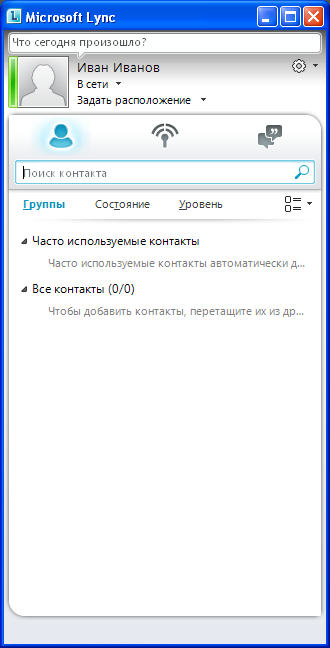 Microsoft Lync
Что сегодня произошло?
Иван Иванов
В сети
Задать расположение
Поиск контакта
Группы Состояние Уровень
Часто используемые контакты
Часто используемые контакты автоматически д...
Все контакты (0/0)
Чтобы добавить контакты, перетащите их из др...